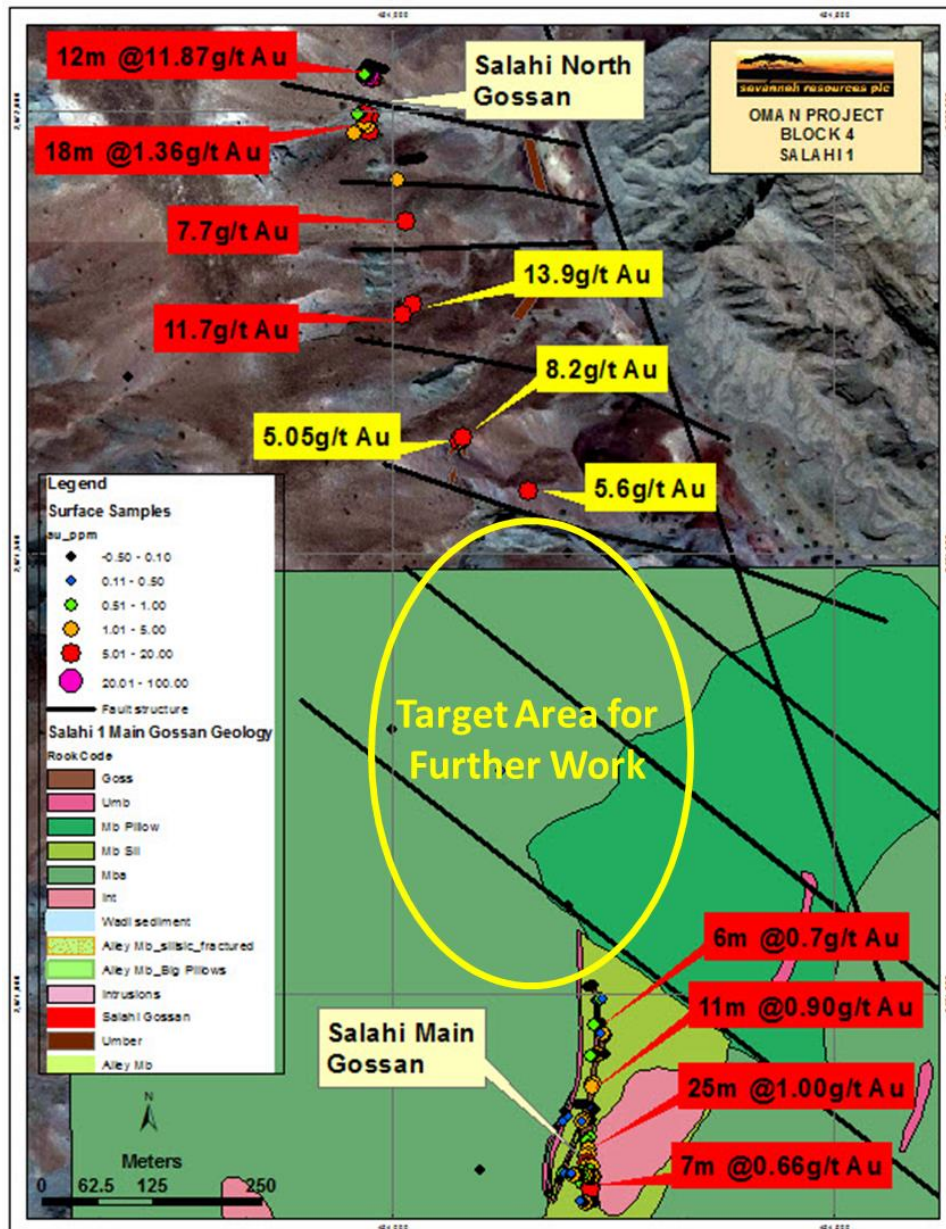 424,000
424,500
12m @11.87g/t Au
Salahi North
Gossan
savannah resources plc
OMAN PROJECT
BLOCK 4
SALAHI 1
18m @1.36g/t Au
7.7g/t Au
13.9g/t Au
11.7g/t Au
8.2g/t Au
5.05g/t Au
5.6g/t Au
Legend
Surface Samples
au_ppm
-0.50 - 0.10
0.11 - 0.50
0.51 - 1.00
1.01 - 5.00
5.01 - 20.00
20.01 - 100.00
Fault structure
Salahi 1 Main Gossan Geology
RockCode
Goss
Umb
Mb Pillow
Mb Sil
Mba
Int
Wadi sediment
Alley Mb_silisic_fractured
Alley Mb_Big Pillows
Intrusions
Salahi Gossan
Umber
Alley Mb
Target Area for
Further Work
6m @0.7g/t Au
11m @0.90g/t Au
Salahi Main
Gossan
25m @1.00g/t Au
7m @0.66g/t Au
N
Meters
0 62.5 125 250